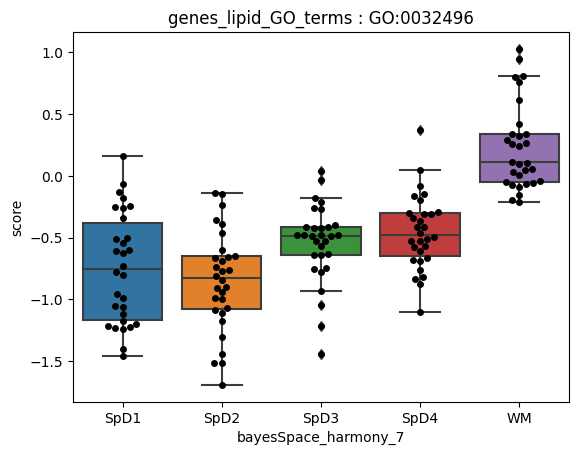 genes_lipid_GO_terms : GO:0032496
1.0
0.5
0.0
−0.5
−1.0
−1.5
score
SpD1 SpD2 SpD3 SpD4 WM
bayesSpace_harmony_7